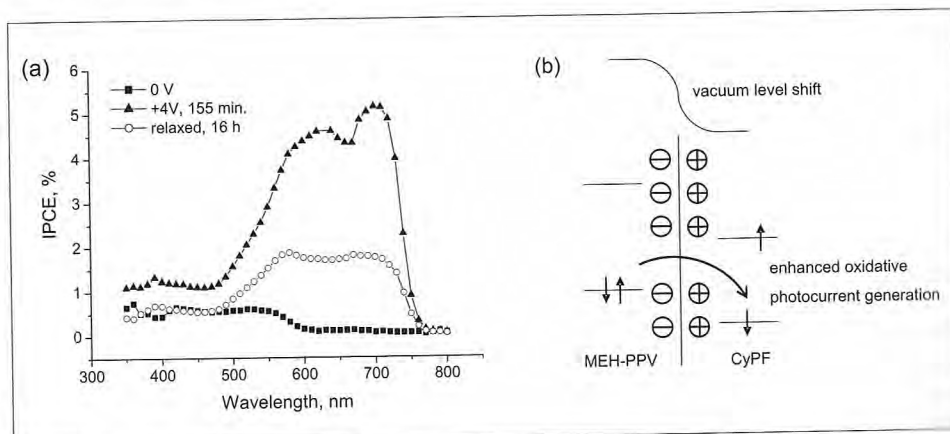 (a)
6
5
4
3
2
1
0
IPCE, %
0 V
+4V, 155 min.
relaxed, 16 h
300 400 500 600 700 800
Wavelength, nm
(b)
vacuum level shift
⊖ ⊕
⊖ ⊕
⊖ ⊕
enhanced oxidative
photocurrent generation
⊖ ⊕
⊖ ⊕
MEH-PPV CyPF